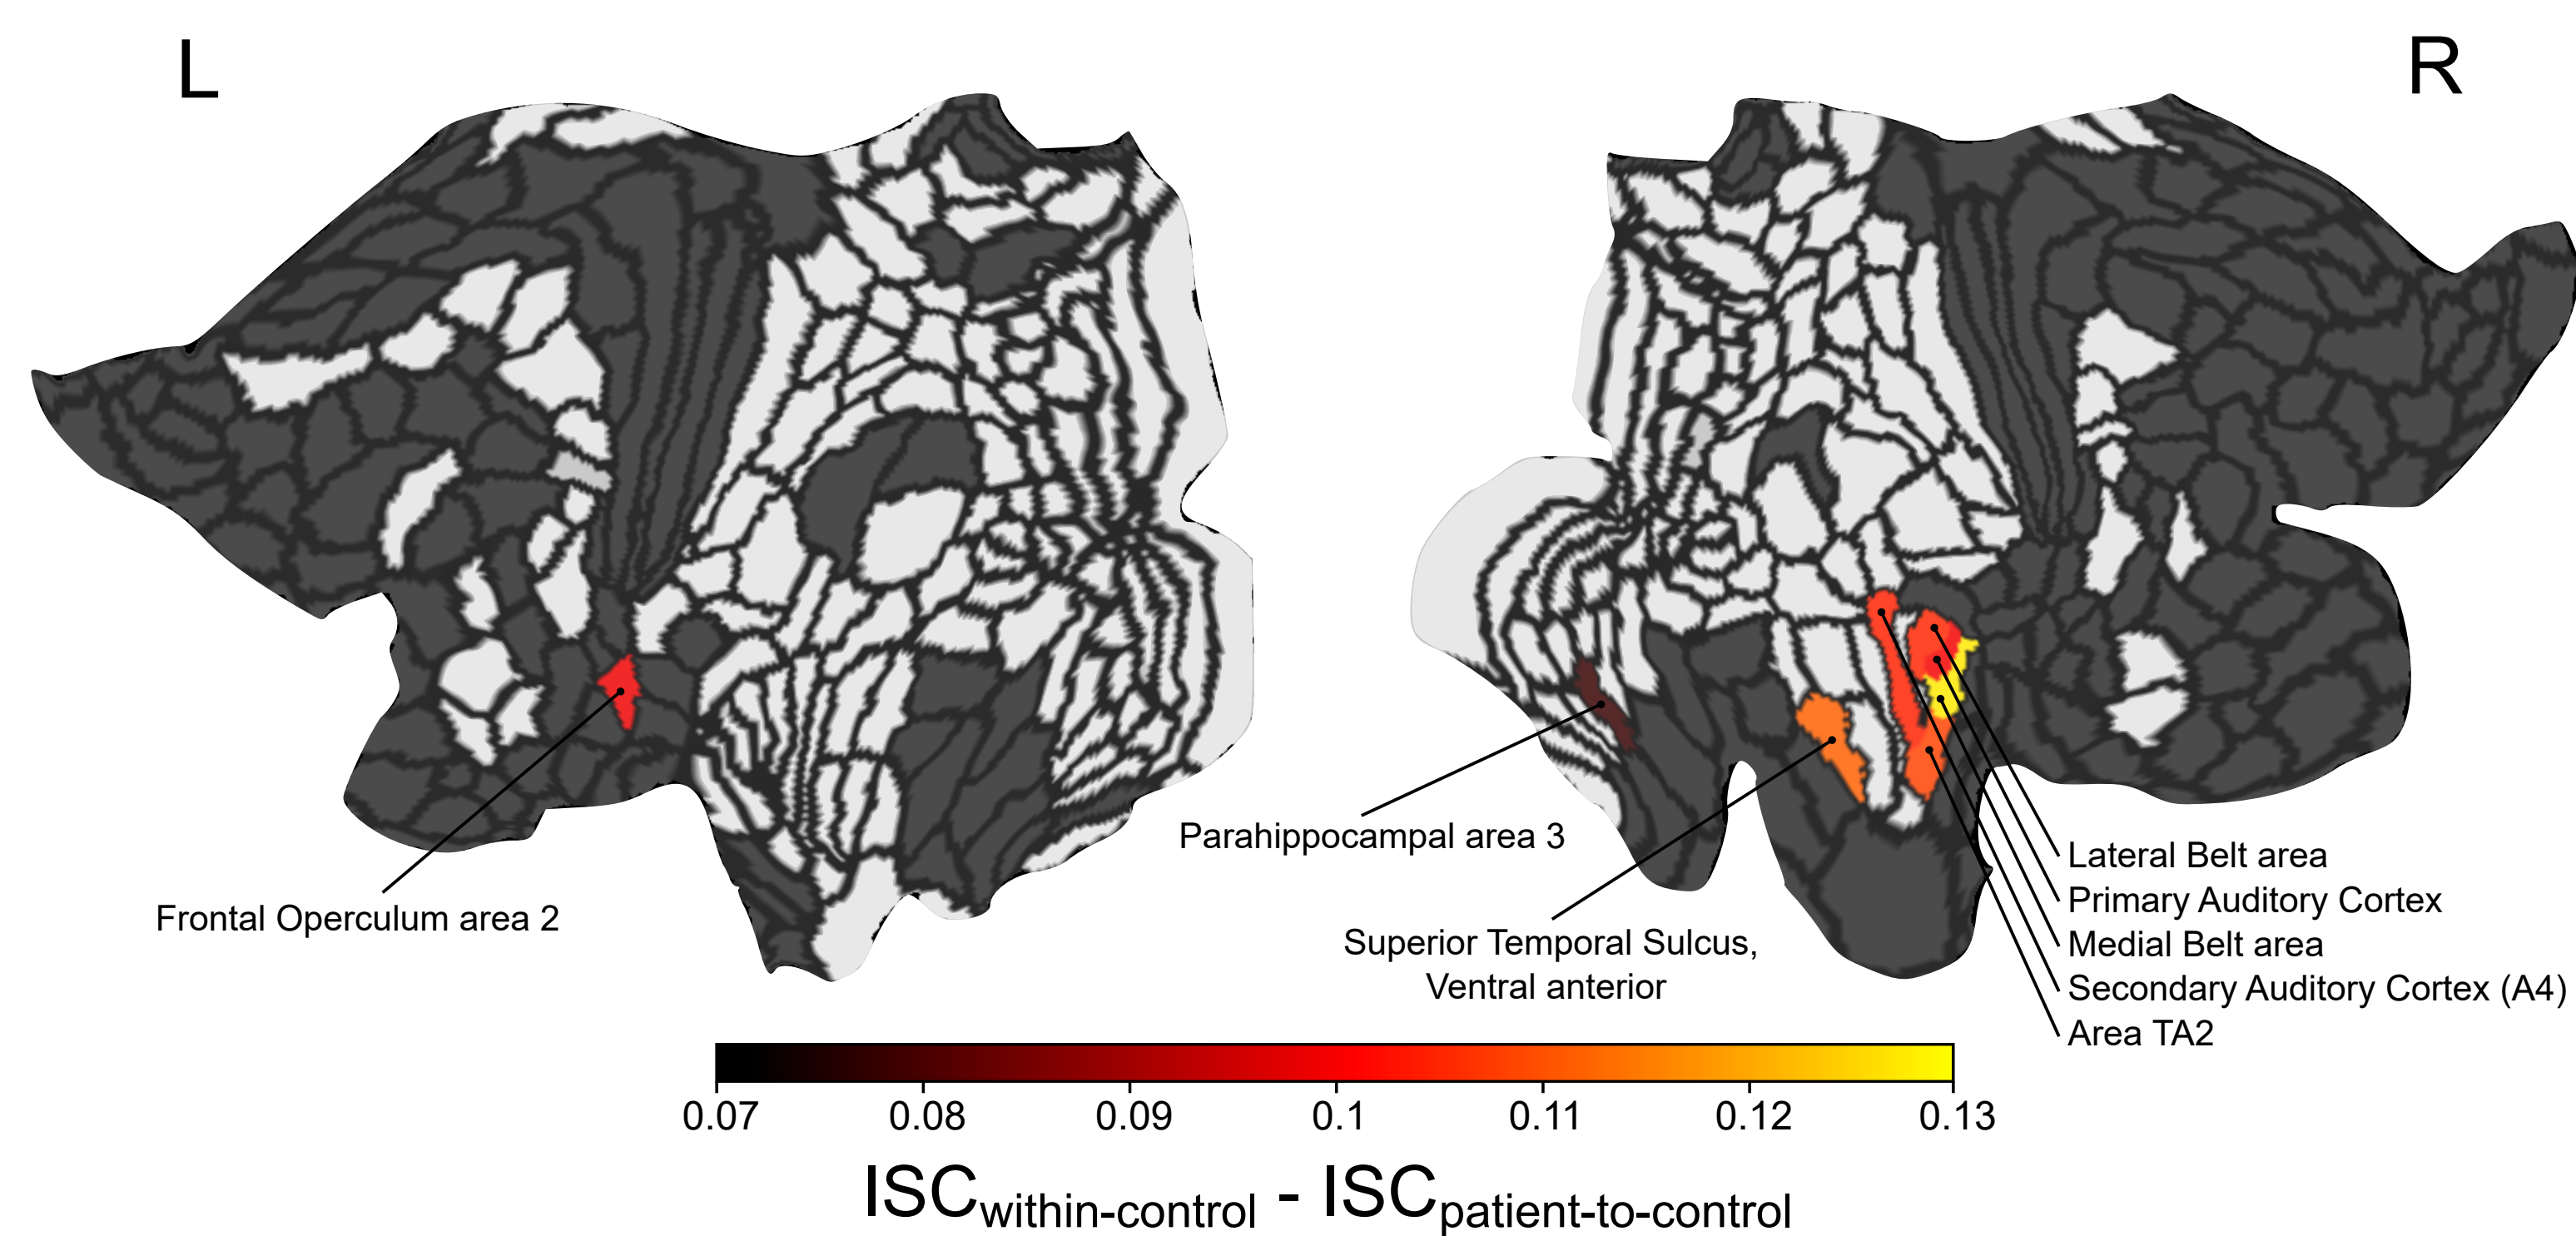 L
R
Parahippocampal area 3
Lateral Belt area
Primary Auditory Cortex
Frontal Operculum area 2
Superior Temporal Sulcus,
Ventral anterior
Medial Belt area
Secondary Auditory Cortex (A4)
Area TA2
0.07 0.08 0.09 0.1 0.11 0.12 0.13
ISCwithin-control - ISCpatient-to-control